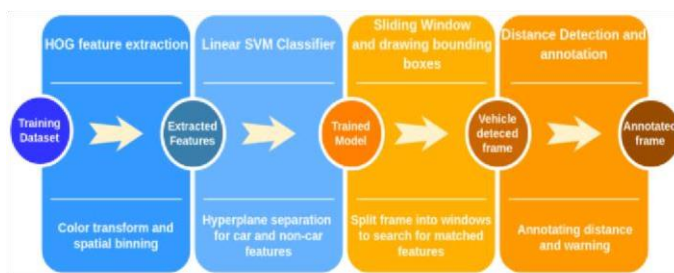 HOG feature extraction
Linear SVM Classifier
Sliding Window
and drawing bounding
boxes
Distance Detection and
annotation
Training
Dataset
Extracted
Features
Trained
Model
Vehicle
deteced
frame
Annotated
frame
Color transform and
spatial binning
Hyperplane separation
for car and non-car
features
Split frame into windows
to search for matched
features
Annotating distance
and warning